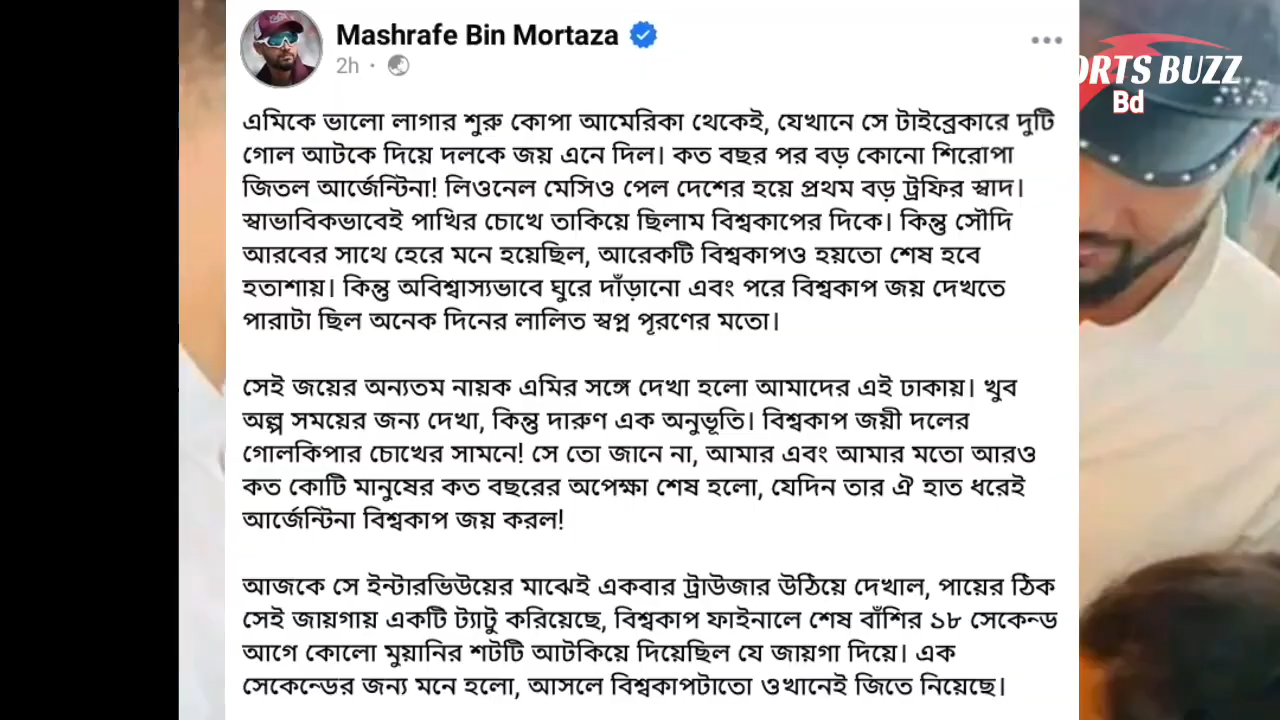 Mashrafe Bin Mortaza
2h
ORTS BUZZ
Bd
এমিকে ভালো লাগার শুরু কোপা আমেরিকা থেকেই, যেখানে সে টাইব্রেকারে দুটি
গোল আটকে দিয়ে দলকে জয় এনে দিল। কত বছর পর বড় কোনো শিরোপা
জিতল আর্জেন্টিনা! লিওনেল মেসিও পেল দেশের হয়ে প্রথম বড় ট্রফির স্বাদ।
স্বাভাবিকভাবেই পাখির চোখে তাকিয়ে ছিলাম বিশ্বকাপের দিকে। কিন্তু সৌদি
আরবের সাথে হেরে মনে হয়েছিল, আরেকটি বিশ্বকাপও হয়তো শেষ হবে
হতাশায়। কিন্তু অবিশ্বাস্যভাবে ঘুরে দাঁড়ানো এবং পরে বিশ্বকাপ জয় দেখতে
পারাটা ছিল অনেক দিনের লালিত স্বপ্ন পূরণের মতো।
সেই জয়ের অন্যতম নায়ক এমির সঙ্গে দেখা হলো আমাদের এই ঢাকায়। খুব
অল্প সময়ের জন্য দেখা, কিন্তু দারুণ এক অনুভূতি। বিশ্বকাপ জয়ী দলের
গোলকিপার চোখের সামনে! সে তো জানে না, আমার এবং আমার মতো আরও
কত কোটি মানুষের কত বছরের অপেক্ষা শেষ হলো, যেদিন তার ঐ হাত ধরেই
আর্জেন্টিনা বিশ্বকাপ জয় করল!
আজকে সে ইন্টারভিউয়ের মাঝেই একবার ট্রাউজার উঠিয়ে দেখাল, পায়ের ঠিক
সেই জায়গায় একটি ট্যাটু করিয়েছে, বিশ্বকাপ ফাইনালে শেষ বাঁশির ১৮ সেকেন্ড
আগে কোলো মুয়ানির শটটি আটকিয়ে দিয়েছিল যে জায়গা দিয়ে। এক
সেকেন্ডের জন্য মনে হলো, আসলে বিশ্বকাপটাতো ওখানেই জিতে নিয়েছে।